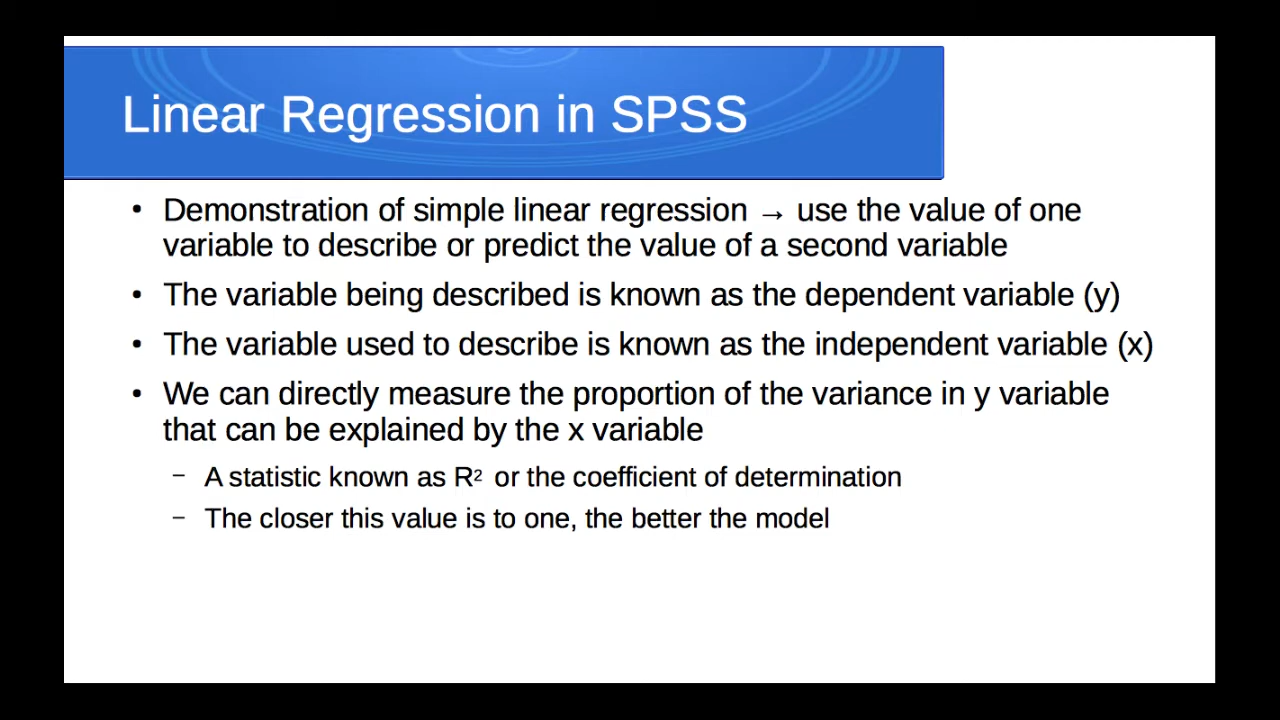 Linear Regression in SPSS
• Demonstration of simple linear regression → use the value of one
variable to describe or predict the value of a second variable
• The variable being described is known as the dependent variable (y)
• The variable used to describe is known as the independent variable (x)
• We can directly measure the proportion of the variance in y variable
that can be explained by the x variable
– A statistic known as R² or the coefficient of determination
– The closer this value is to one, the better the model